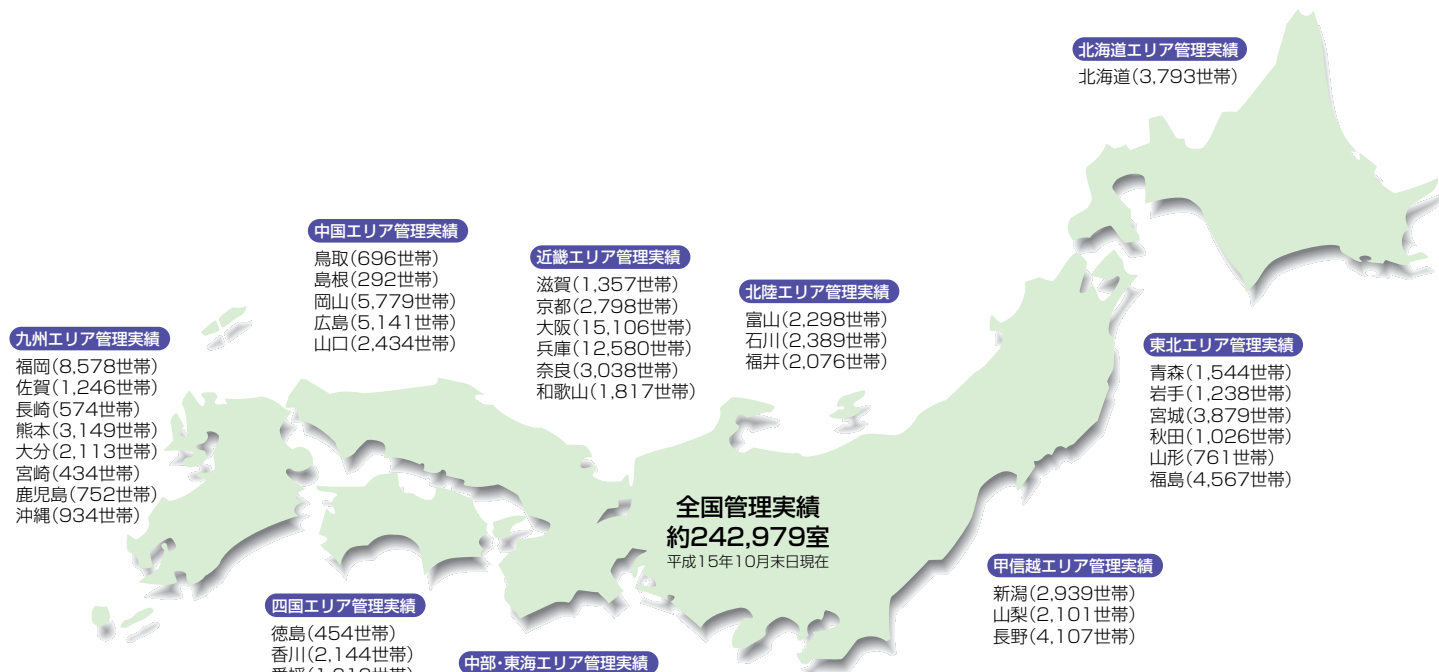 北海道エリア管理実績
北海道(3,793世帯)
中国エリア管理実績
鳥取(696世帯)
島根(292世帯)
岡山(5,779世帯)
広島(5,141世帯)
山口(2,434世帯)
近畿エリア管理実績
滋賀(1,357世帯)
京都(2,798世帯)
大阪(15,106世帯)
兵庫(12,580世帯)
奈良(3,038世帯)
和歌山(1,817世帯)
北陸エリア管理実績
富山(2,298世帯)
石川(2,389世帯)
福井(2,076世帯)
九州エリア管理実績
福岡(8,578世帯)
佐賀(1,246世帯)
長崎(574世帯)
熊本(3,149世帯)
大分(2,113世帯)
宮崎(434世帯)
鹿児島(752世帯)
沖縄(934世帯)
東北エリア管理実績
青森(1,544世帯)
岩手(1,238世帯)
宮城(3,879世帯)
秋田(1,026世帯)
山形(761世帯)
福島(4,567世帯)
全国管理実績
約242,979室
平成15年10月末日現在
甲信越エリア管理実績
新潟(2,939世帯)
山梨(2,101世帯)
長野(4,107世帯)
四国エリア管理実績
徳島(454世帯)
香川(2,144世帯)
中部・東海エリア管理実績